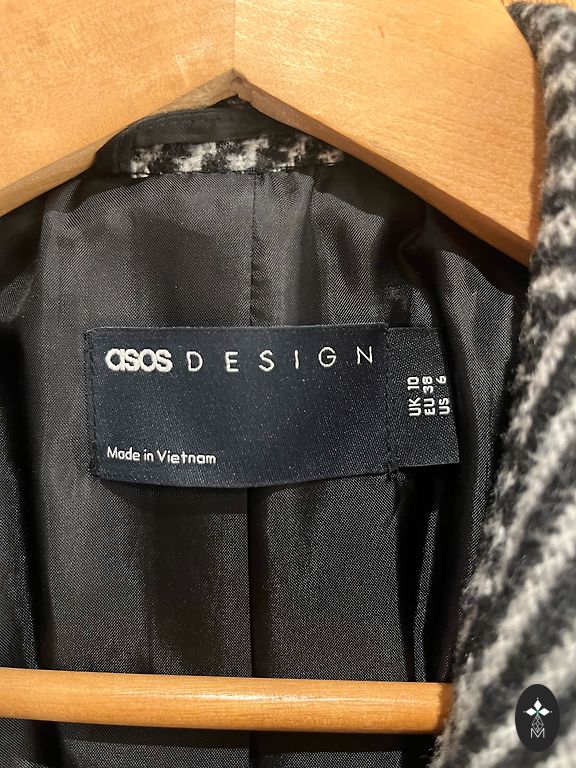 asos DESIGN
Made in Vietnam
UK 10
EU 38
US 6
M